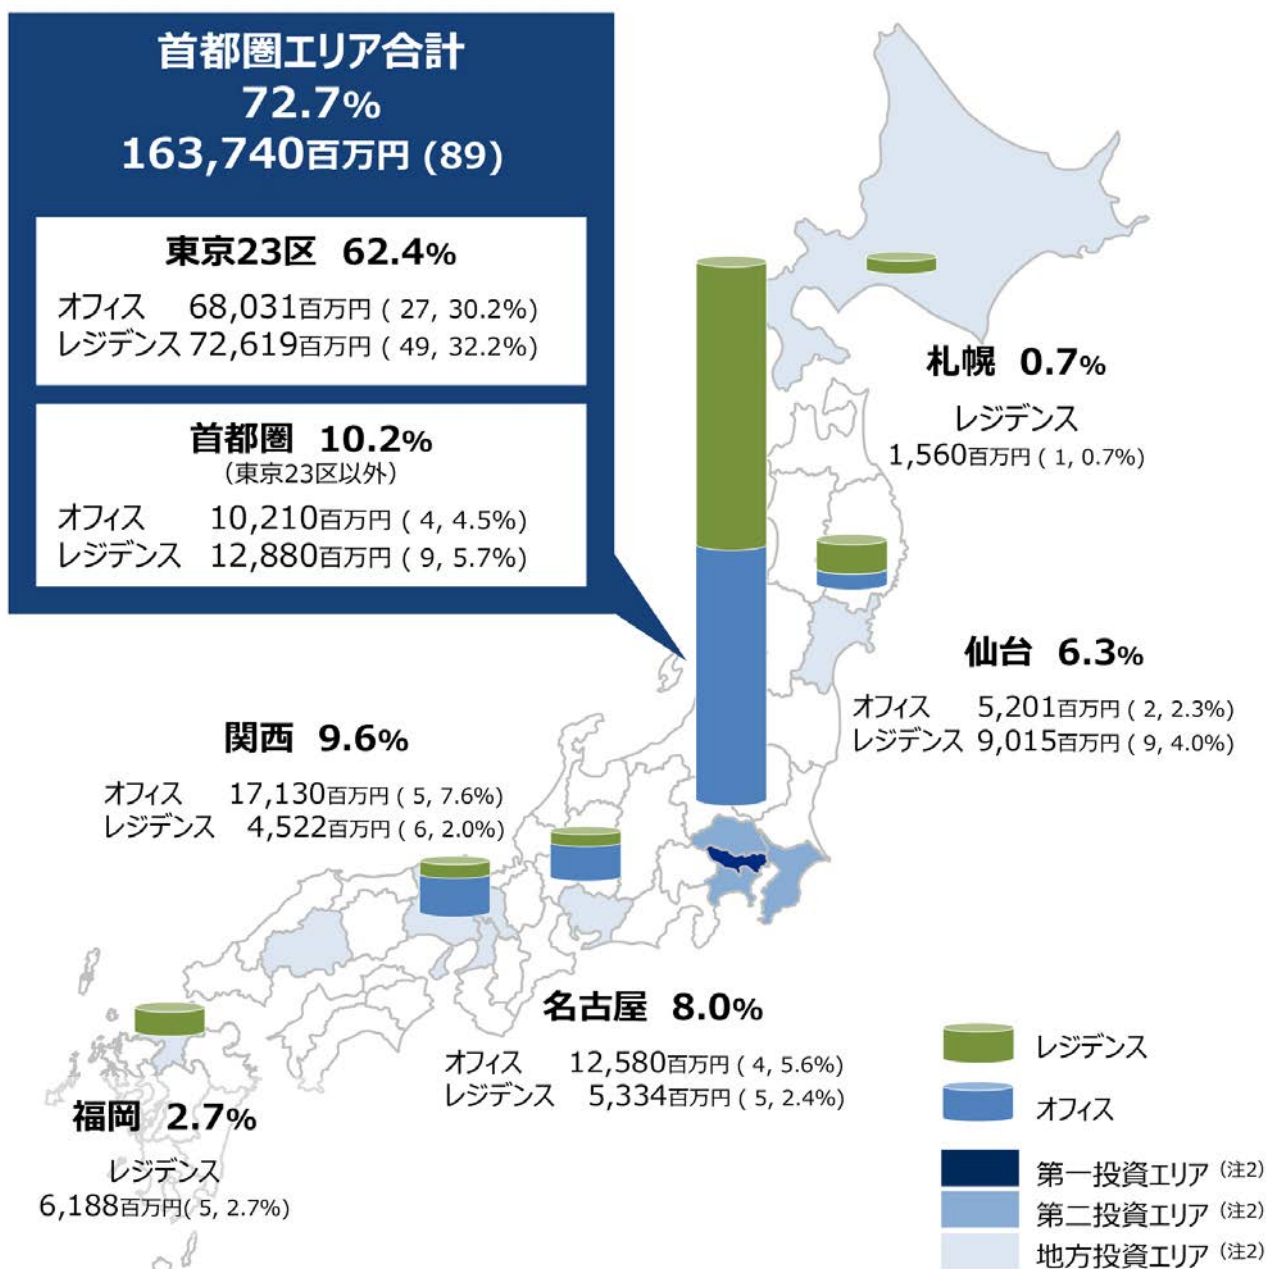 首都圏エリア合計
72.7%
163,740百万円 (89)
東京23区 62.4%
オフィス 68,031百万円 ( 27, 30.2%)
レジデンス 72,619百万円 ( 49, 32.2%)
首都圏 10.2%
(東京23区以外)
オフィス 10,210百万円 ( 4, 4.5%)
レジデンス 12,880百万円 ( 9, 5.7%)
札幌 0.7%
レジデンス
1,560百万円 ( 1, 0.7%)
仙台 6.3%
オフィス 5,201百万円 ( 2, 2.3%)
レジデンス 9,015百万円 ( 9, 4.0%)
関西 9.6%
オフィス 17,130百万円 ( 5, 7.6%)
レジデンス 4,522百万円 ( 6, 2.0%)
名古屋 8.0%
オフィス 12,580百万円 ( 4, 5.6%)
レジデンス 5,334百万円 ( 5, 2.4%)
福岡 2.7%
レジデンス
6,188百万円( 5, 2.7%)
レジデンス
オフィス
第一投資エリア (注2)
第二投資エリア (注2)
地方投資エリア (注2)